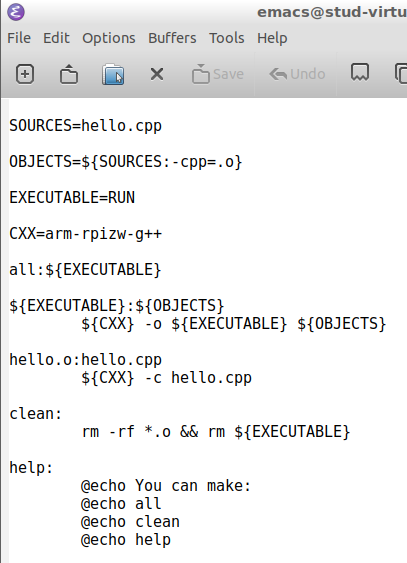 emacs@stud-virtu
File Edit Options Buffers Tools Help
Save Undo
SOURCES=hello.cpp
OBJECTS=${SOURCES:-cpp=.o}
EXECUTABLE=RUN
CXX=arm-rpizw-g++
all:${EXECUTABLE}
${EXECUTABLE}:${OBJECTS}
${CXX} -o ${EXECUTABLE} ${OBJECTS}
hello.o:hello.cpp
${CXX} -c hello.cpp
clean:
rm -rf *.o && rm ${EXECUTABLE}
help:
@echo You can make:
@echo all
@echo clean
@echo help